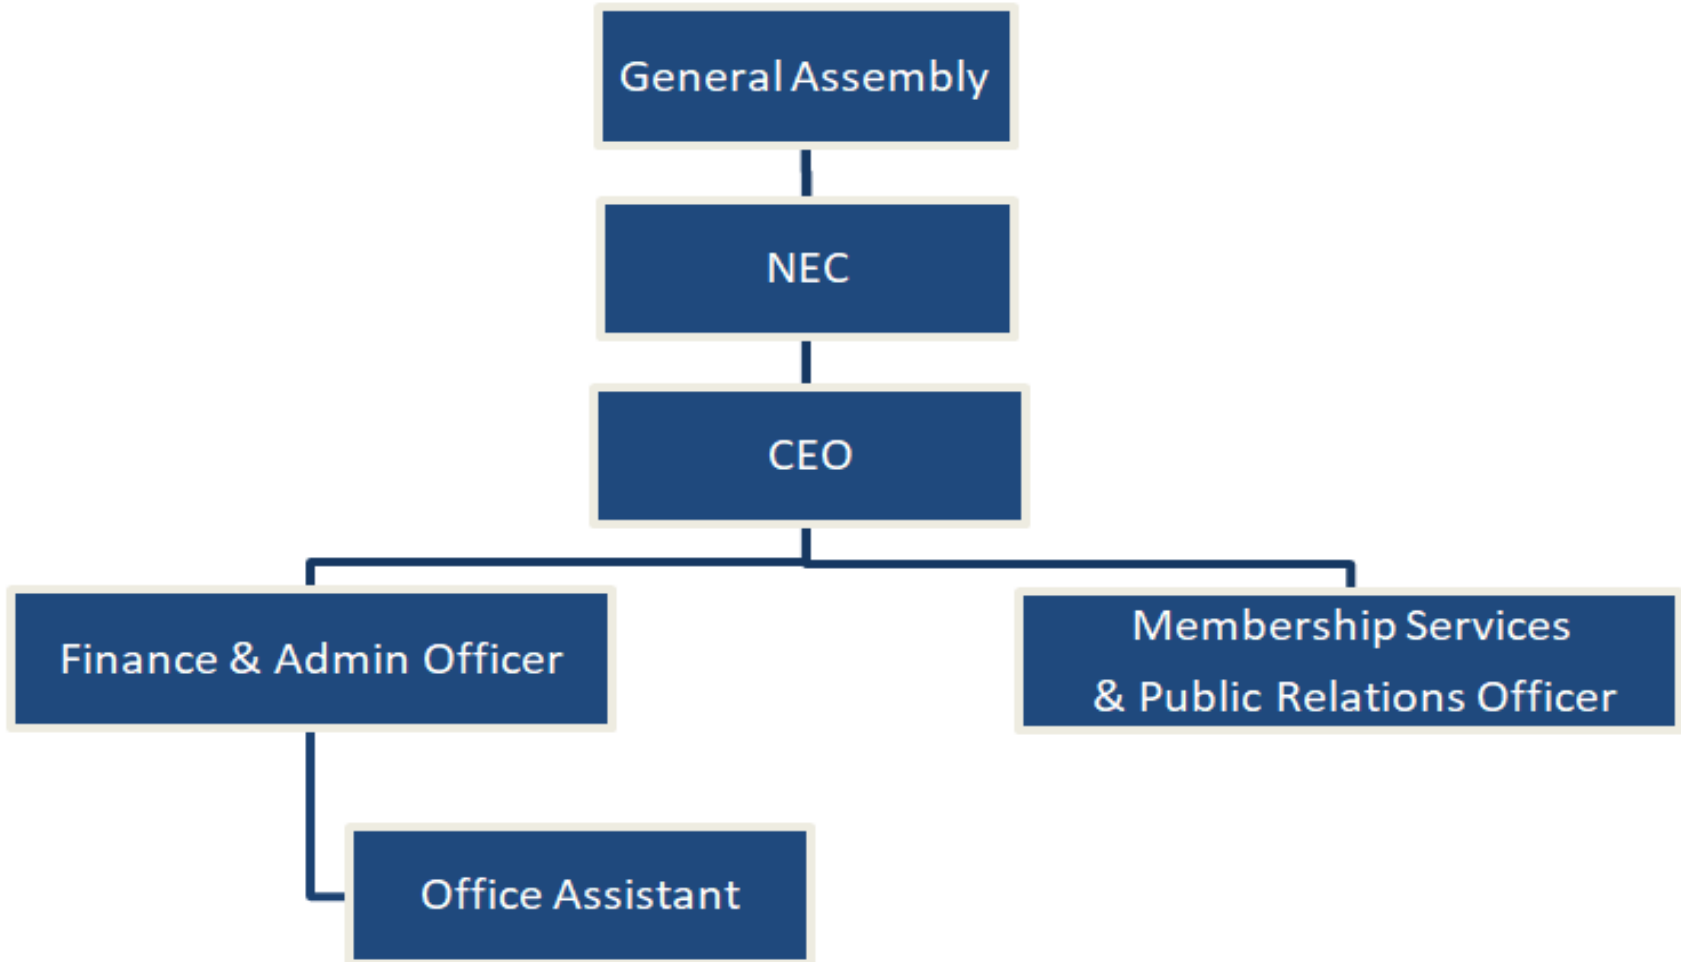 General Assembly
NEC
CEO
Finance & Admin Officer
Membership Services
& Public Relations Officer
Office Assistant